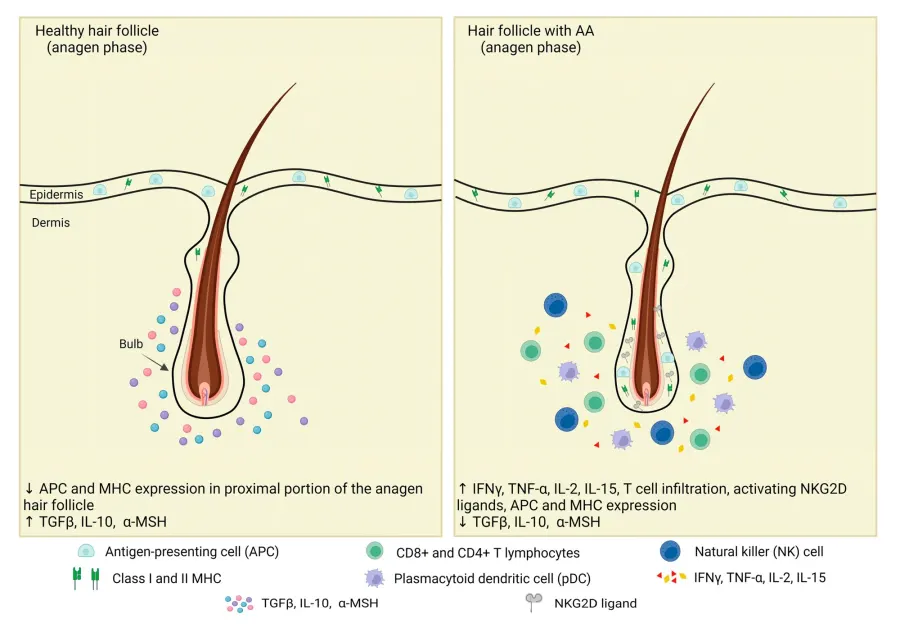 Healthy hair follicle
(anagen phase)
Epidermis
Dermis
Bulb
↓ APC and MHC expression in proximal portion of the anagen
hair follicle
↑ TGFβ, IL-10, α-MSH
Hair follicle with AA
(anagen phase)
↑ IFNγ, TNF-α, IL-2, IL-15, T cell infiltration, activating NKG2D
ligands, APC and MHC expression
↓ TGFβ, IL-10, α-MSH
Antigen-presenting cell (APC)
CD8+ and CD4+ T lymphocytes
Natural killer (NK) cell
Class I and II MHC
Plasmacytoid dendritic cell (pDC)
IFNγ, TNF-α, IL-2, IL-15
TGFβ, IL-10, α-MSH
NKG2D ligand